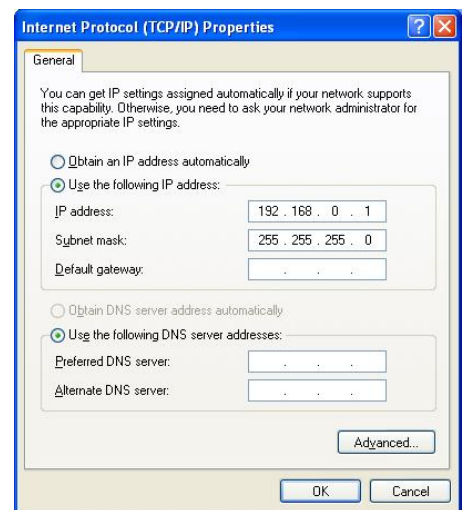 Internet Protocol (TCP/IP) Properties
General
You can get IP settings assigned automatically if your network supports
this capability. Otherwise, you need to ask your network administrator for
the appropriate IP settings.
Obtain an IP address automatically
Use the following IP address:
IP address: 192 . 168 . 0 . 1
Subnet mask: 255 . 255 . 255 . 0
Default gateway: . . .
Obtain DNS server address automatically
Use the following DNS server addresses:
Preferred DNS server: . . .
Alternate DNS server: . . .
Advanced...
OK Cancel